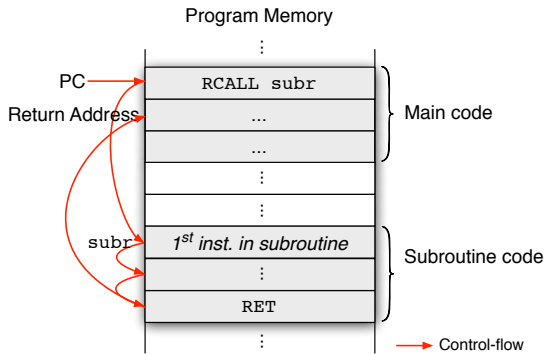 Program Memory
⋮
PC
RCALL subr
Return Address
...
Main code
...
⋮
⋮
subr
1st inst. in subroutine
⋮
Subroutine code
RET
⋮
Control-flow